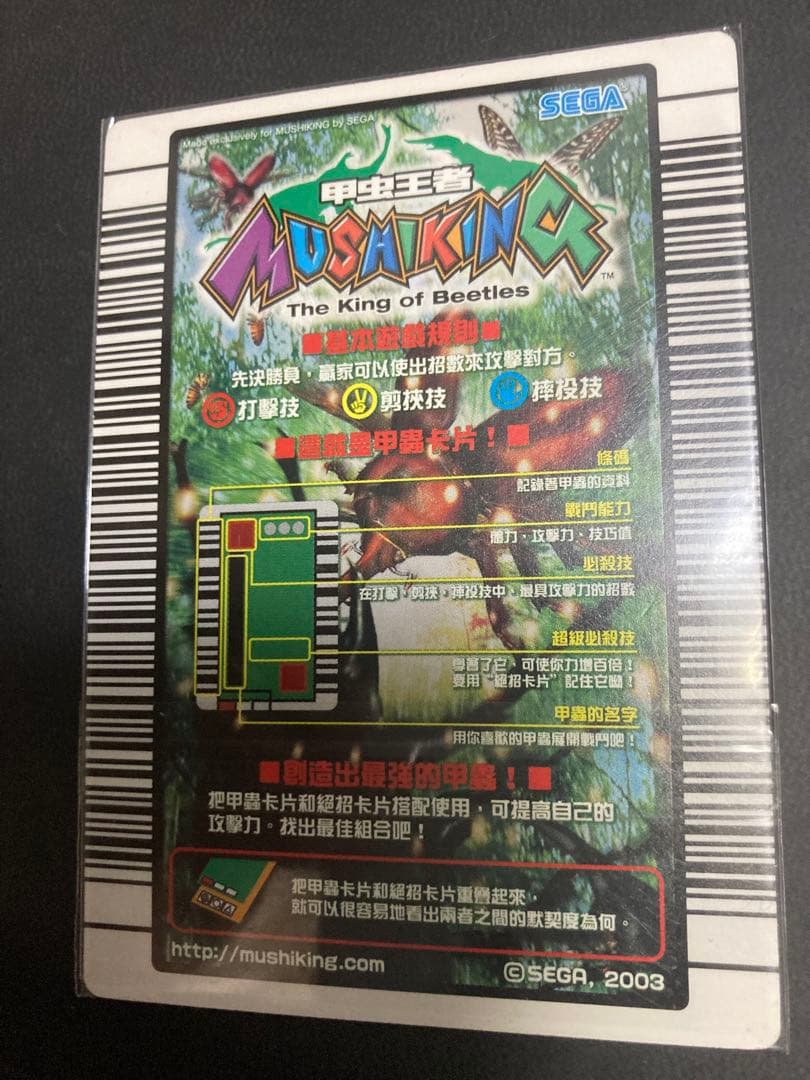 Made exclusively for MUSHIKING by SEGA
SEGA
甲虫王者
MUSHIKING
TM
The King of Beetles
■基本遊戲規則■
先決勝負，贏家可以使出招數來攻擊對方。
打擊技 剪挾技 摔投技
■這就是甲蟲卡片！■
條碼
記錄著甲蟲的資料
戰鬥能力
體力，攻擊力、技巧值
必殺技
在打擊，剪挾，摔投技中，最具攻擊力的招數
超級必殺技
學會了它，可使你力增百倍！
要用“絕招卡片”記住它呦！
甲蟲的名字
用你喜歡的甲蟲展開戰鬥吧！
■創造出最強的甲蟲！■
把甲蟲卡片和絕招卡片搭配使用，可提高自己的
攻擊力。找出最佳組合吧！
把甲蟲卡片和絕招卡片重疊起來，
就可以很容易地看出兩者之間的默契度為何。
http://mushiking.com
©SEGA, 2003